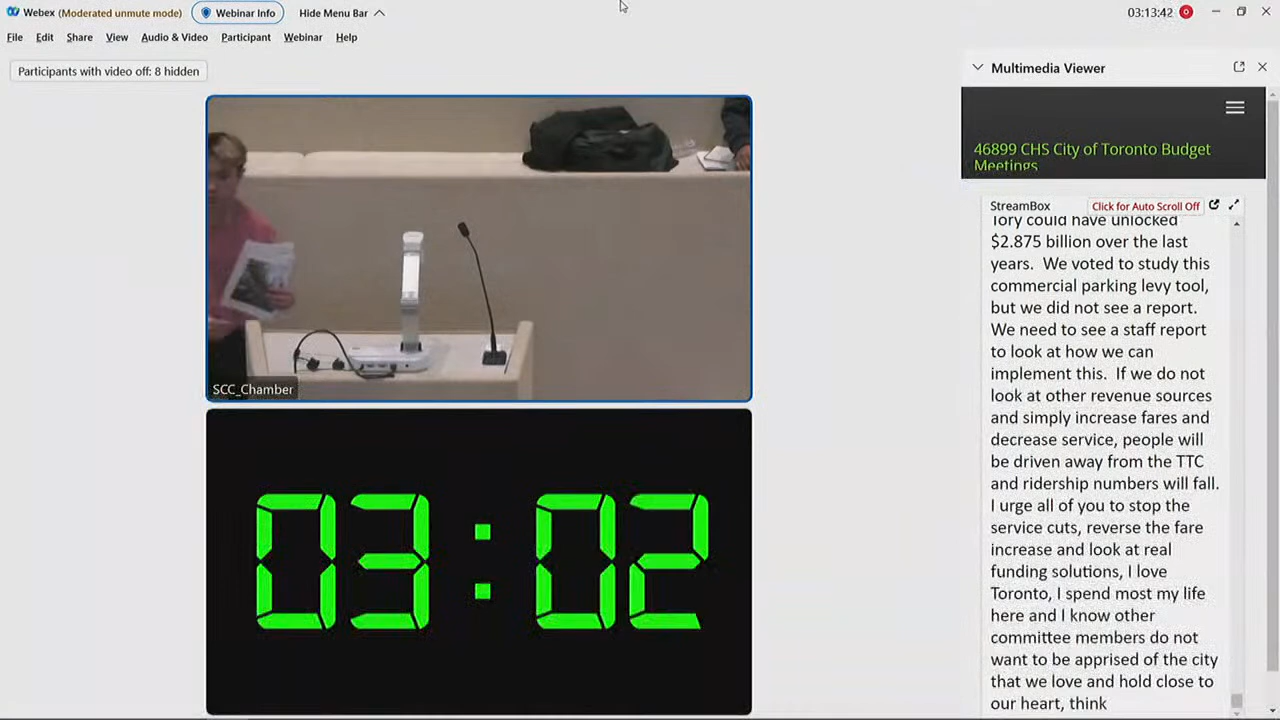 Webex (Moderated unmute mode) Webinar Info Hide Menu Bar 03:13:42
File Edit Share View Audio & Video Participant Webinar Help
Participants with video off: 8 hidden
Multimedia Viewer
46899 CHS City of Toronto Budget
Meetings
StreamBox Click for Auto Scroll Off
Tory could have unlocked
$2.875 billion over the last
years. We voted to study this
commercial parking levy tool,
but we did not see a report.
We need to see a staff report
to look at how we can
implement this. If we do not
look at other revenue sources
and simply increase fares and
decrease service, people will
be driven away from the TTC
and ridership numbers will fall.
I urge all of you to stop the
service cuts, reverse the fare
increase and look at real
funding solutions, I love
Toronto, I spend most my life
here and I know other
committee members do not
want to be apprised of the city
that we love and hold close to
our heart, think
SCC_Chamber
03:02